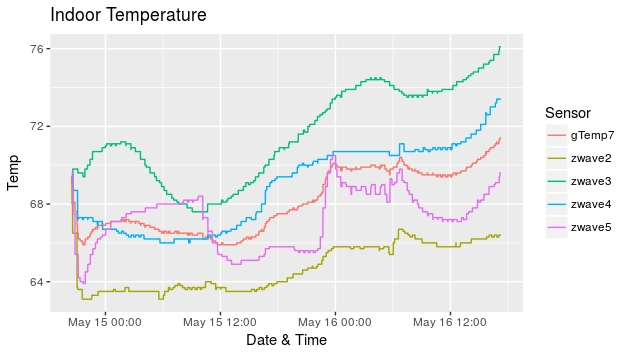 Indoor Temperature
76
72
68
64
Temp
May 15 00:00
May 15 12:00
May 16 00:00
May 16 12:00
Date & Time
Sensor
gTemp7
zwave2
zwave3
zwave4
zwave5